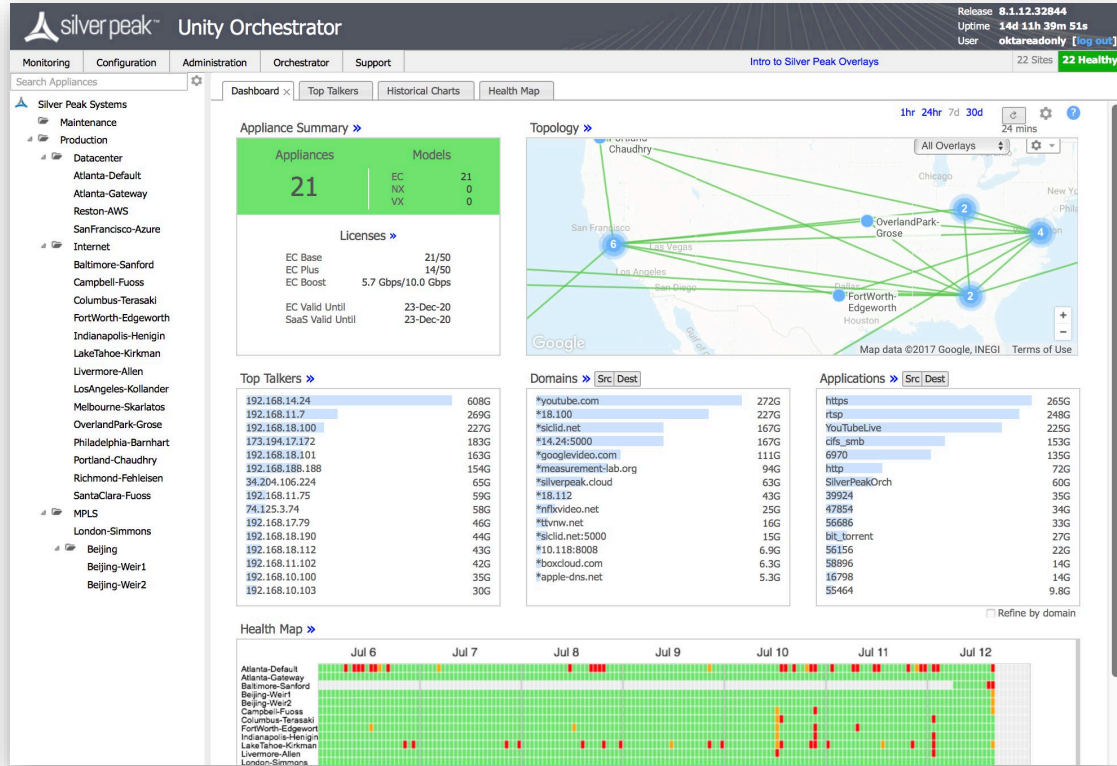 silver peak™ Unity Orchestrator
Release 8.1.12.32844
Uptime 14d 11h 39m 51s
User oktareadonly [log out]
Monitoring Configuration Administration Orchestrator Support
Intro to Silver Peak Overlays
22 Sites 22 Healthy
Search Appliances
Silver Peak Systems
Maintenance
Production
Datacenter
Atlanta-Default
Atlanta-Gateway
Reston-AWS
SanFrancisco-Azure
Internet
Baltimore-Sanford
Campbell-Fuoss
Columbus-Terasaki
FortWorth-Edgeworth
Indianapolis-Henigin
LakeTahoe-Kirkman
Livermore-Allen
LosAngeles-Kollander
Melbourne-Skarlatos
OverlandPark-Grose
Philadelphia-Barnhart
Portland-Chaudhry
Richmond-Fehleisen
SantaClara-Fuoss
MPLS
London-Simmons
Beijing
Beijing-Weir1
Beijing-Weir2
Dashboard × Top Talkers Historical Charts Health Map
1hr 24hr 7d 30d
24 mins
?
Appliance Summary »
Appliances Models
21
EC 21
NX 0
VX 0
Licenses »
EC Base 21/50
EC Plus 14/50
EC Boost 5.7 Gbps/10.0 Gbps
EC Valid Until 23-Dec-20
SaaS Valid Until 23-Dec-20
Topology »
Chaudhry
All Overlays
Chicago
New Yo
Phila
San Francisco
6
Las Vegas
Los Angeles
San Diego
OverlandPark-
Grose
2
4
Dallas
FortWorth-
Edgeworth
2
Houston
Gulf of
+
−
Google
Map data ©2017 Google, INEGI Terms of Use
Top Talkers »
192.168.14.24 608G
192.168.11.7 269G
192.168.18.100 227G
173.194.17.172 183G
192.168.18.101 163G
192.168.188.188 154G
34.204.106.224 65G
192.168.11.75 59G
74.125.3.74 58G
192.168.17.79 46G
192.168.18.190 44G
192.168.18.112 43G
192.168.11.102 42G
192.168.10.100 35G
192.168.10.103 30G
Domains » Src Dest
*youtube.com 272G
*18.100 227G
*siclid.net 167G
*14.24:5000 167G
*googlevideo.com 111G
*measurement-lab.org 94G
*silverpeak.cloud 63G
*18.112 43G
*nflxvideo.net 25G
*ttvnw.net 16G
*siclid.net:5000 15G
*10.118:8008 6.9G
*boxcloud.com 6.3G
*apple-dns.net 5.3G
Applications » Src Dest
https 265G
rtsp 248G
YouTubeLive 225G
cifs_smb 153G
6970 135G
http 72G
SilverPeakOrch 60G
39924 35G
47854 34G
56686 33G
bit_torrent 27G
56156 22G
58896 14G
16798 14G
55464 9.8G
Refine by domain
Health Map »
Jul 6 Jul 7 Jul 8 Jul 9 Jul 10 Jul 11 Jul 12
Atlanta-Default
Atlanta-Gateway
Baltimore-Sanford
Beijing-Weir1
Beijing-Weir2
Campbell-Fuoss
Columbus-Terasaki
FortWorth-Edgewort
Indianapolis-Henigin
LakeTahoe-Kirkman
Livermore-Allen
London-Simmons